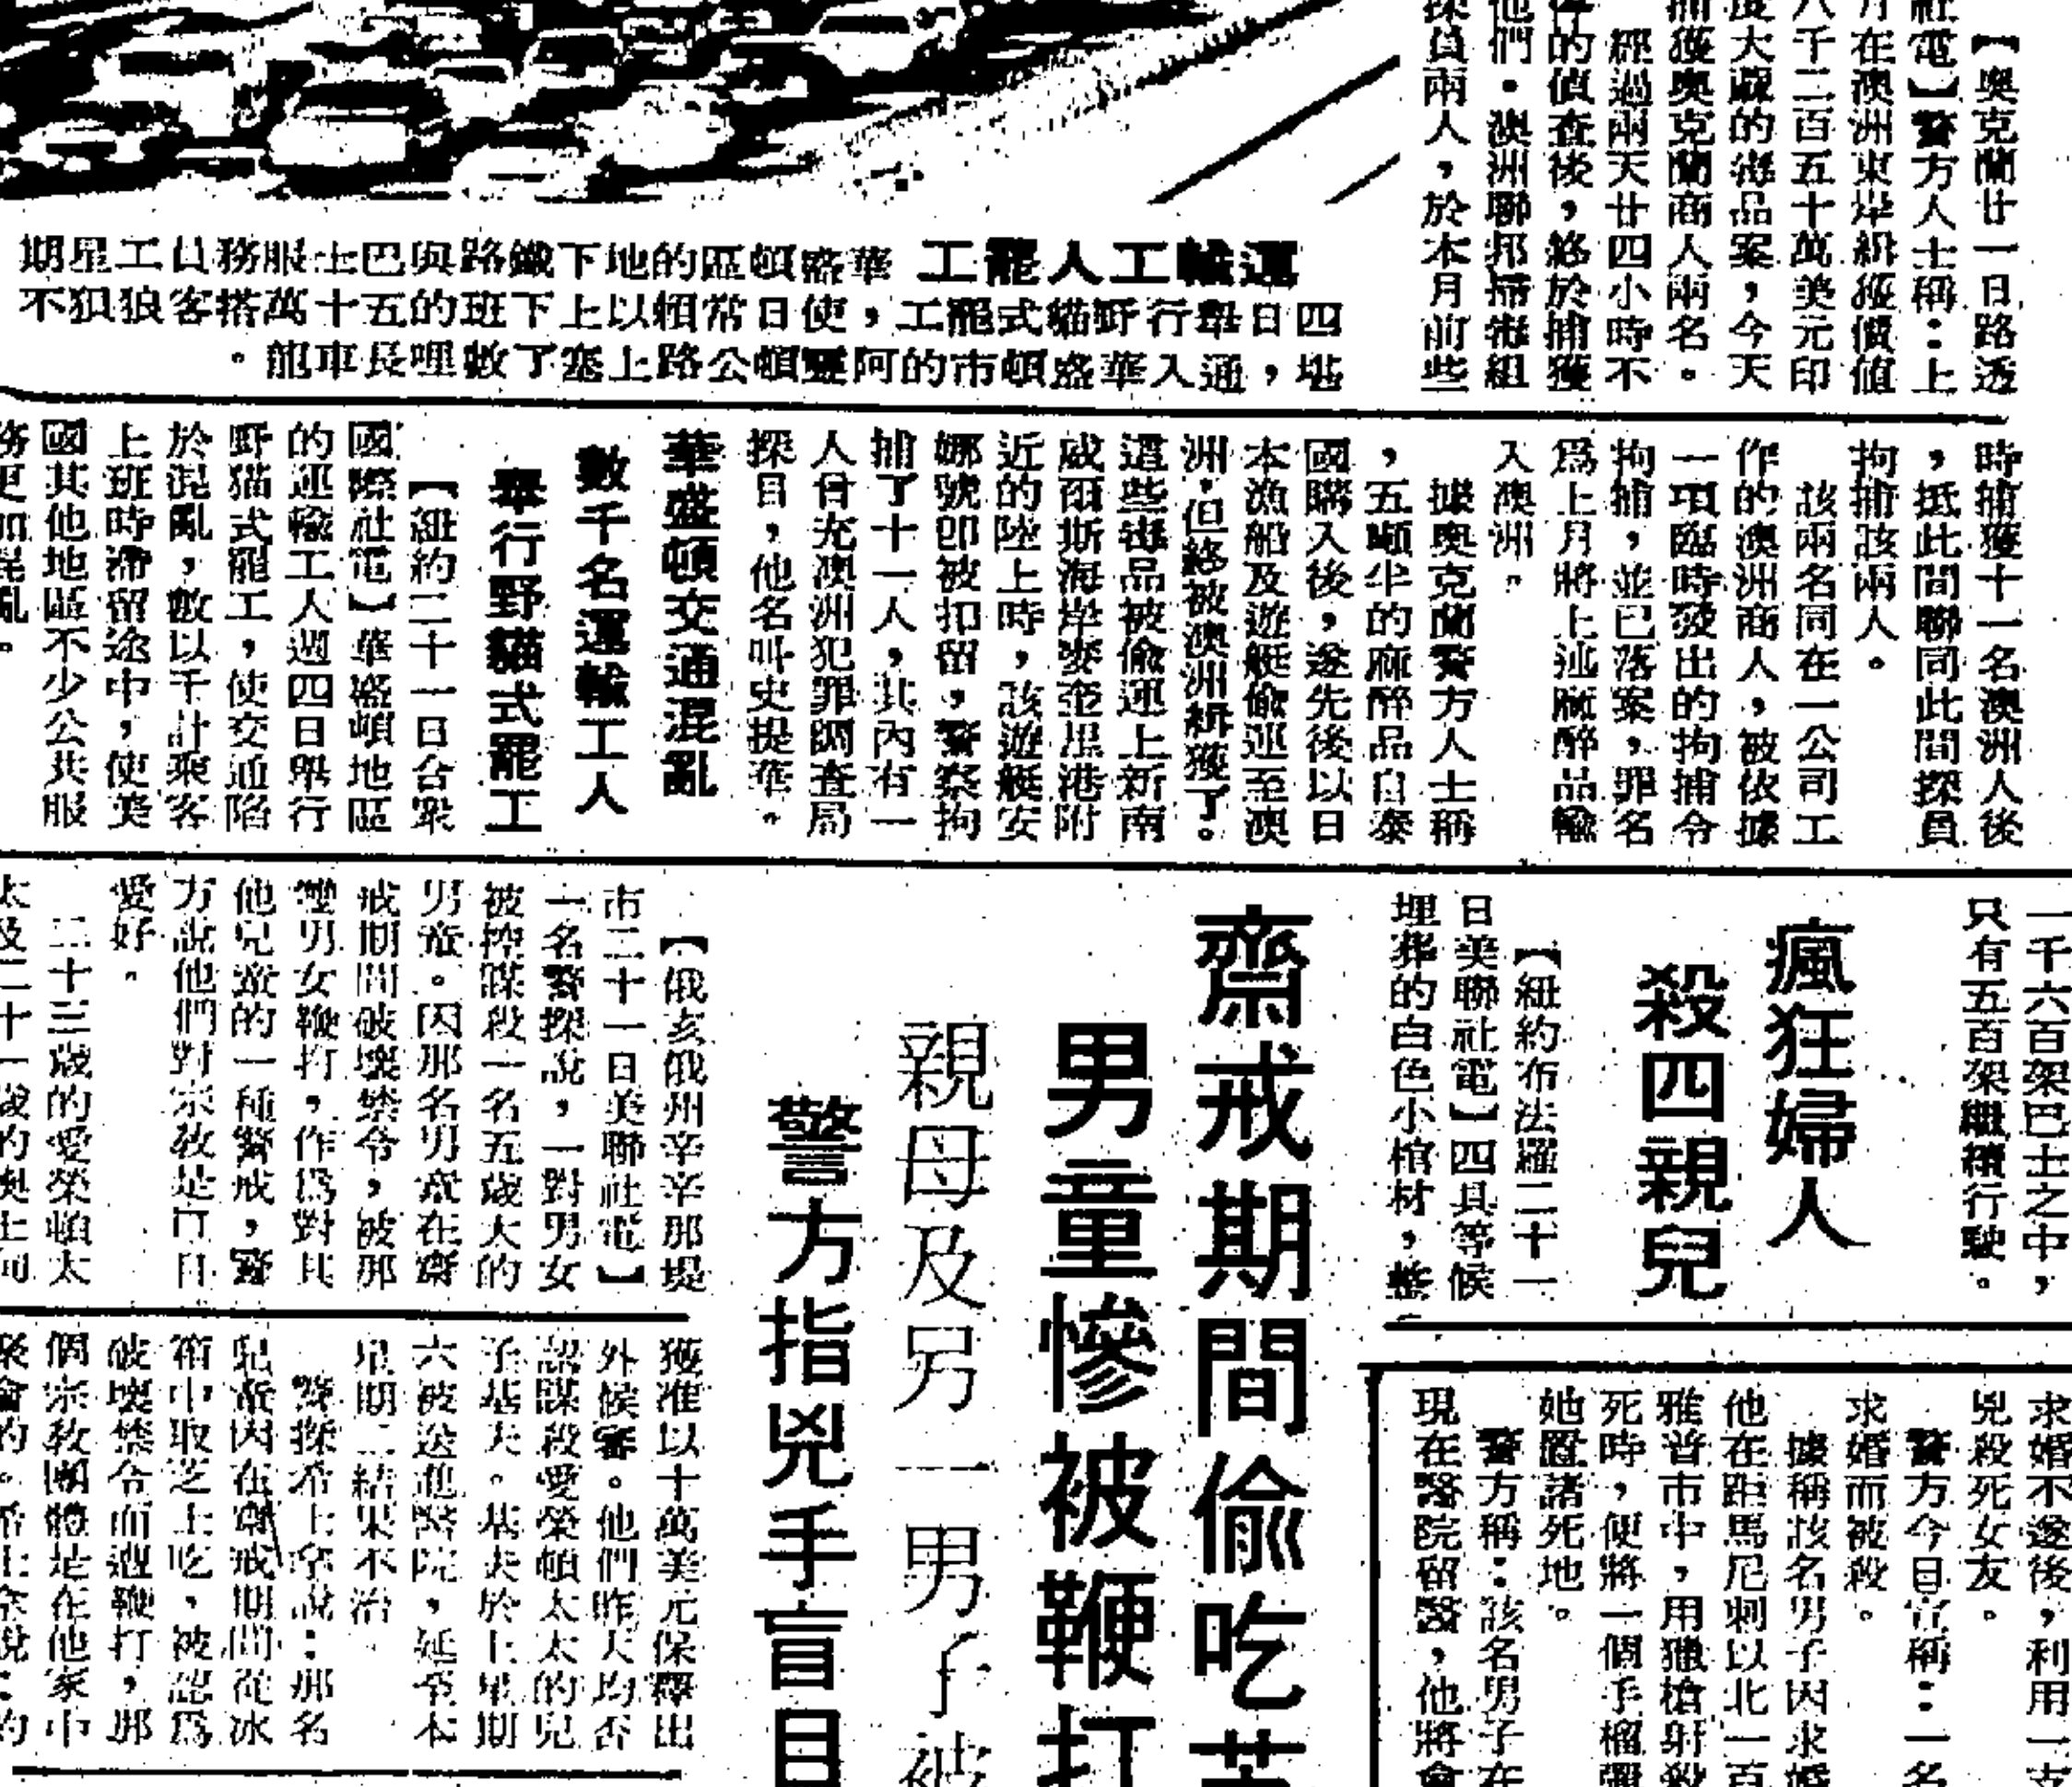 【奧克蘭廿一日路透
社電】警方人士稱：上
月在澳洲東岸緝獲價值
八千二百五十萬美元印
度大蔴的毒品案，今天
捕獲奧克蘭商人兩名。
經過兩天廿四小時不
停的偵查後，終於捕獲
他們。澳洲聯邦掃毒組
探員兩人，於本月前些
運輸工人罷工 華盛頓區的地下鐵路與巴士服務員工星期
四日舉行野貓式罷工，使日常賴以上下班的五十萬搭客狼狽不
堪，通入華盛頓市的阿靈頓公路上塞了數哩長車龍。
時捕獲十一名澳洲人後
，抵此間聯同此間探員
拘捕該兩人。
該兩名同在一公司工
作的澳洲商人，被依據
一項臨時發出的拘捕令
拘捕，並已落案，罪名
爲上月將上述麻醉品輸
入澳洲。
據奧克蘭警方人士稱
，五噸半的麻醉品自泰
國購入後，遂先後以日
本漁船及遊艇偷運至澳
洲，但終被澳洲緝獲了。
這些毒品被偷運上新南
威爾斯海岸麥奎里港附
近的陸上時，該遊艇安
娜號卽被扣留，警察拘
捕了十一人，其內有一
人曾充澳洲犯罪調查局
探目，他名叫史提華。
華盛頓交通混亂
數千名運輸工人
舉行野貓式罷工
【紐約二十一日合眾
國際社電】華盛頓地區
的運輸工人週四日舉行
野猫式罷工，使交通陷
於混亂，數以千計乘客
上班時滯留途中，使美
國其他地區不少公共服
務更加混亂。
一千六百架巴士之中，
只有五百架繼續行駛。
瘋狂婦人
殺四親兒
【紐約布法羅二十一
日美聯社電】四具等候
埋葬的白色小棺材，
齋戒期間偷吃芝
男童慘被鞭打
親母及另一男子被
警方指兇手盲目
【俄亥俄州辛辛那堤
市二十一日美聯社電】
一名警探說，一對男女
被控謀殺一名五歲大的
男童。因那名男童在齋
戒期間破壞禁令，被那
雙男女鞭打，作爲對其
他兒童的一種警戒，警
方說他們對宗敎是盲目
愛好。
二十三歲的愛榮頓太
太及二十一歲的奧士
獲准以十萬美元保釋出
外候審。他們昨天均否
認謀殺愛榮頓太太的兒
子基夫。基夫於上星期
六被送進醫院，延至本
星期二結果不治
警探希士拿說：那名
兒童因在齋戒期間從冰
箱中取芝士吃，被認爲
破壞禁令而遭鞭打，那
個宗敎團體是在他家中
聚會的。希士拿說：約
求婚不遂後，利用一支
兇殺死女友。
警方今日宣稱：一名
求婚而被殺。
據稱該名男子因求婚
他在距馬尼剌以北一百
雅普市中，用獵槍射殺
死時，便將一個手榴彈
她置諸死地。
警方稱：該名男子在
現在醫院留醫，他將會